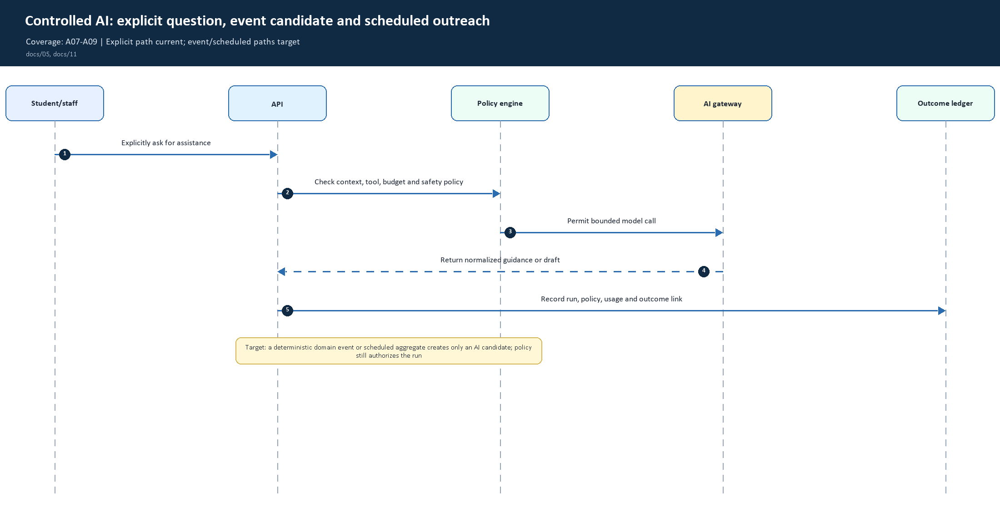 Controlled AI: explicit question, event candidate and scheduled outreach
Coverage: A07-A09 | Explicit path current; event/scheduled paths target
docs/05, docs/11
Student/staff
API
Policy engine
AI gateway
Outcome ledger
Explicitly ask for assistance
1
Check context, tool, budget and safety policy
2
Permit bounded model call
3
Return normalized guidance or draft
4
Record run, policy, usage and outcome link
5
Target: a deterministic domain event or scheduled aggregate creates only an AI candidate; policy
still authorizes the run